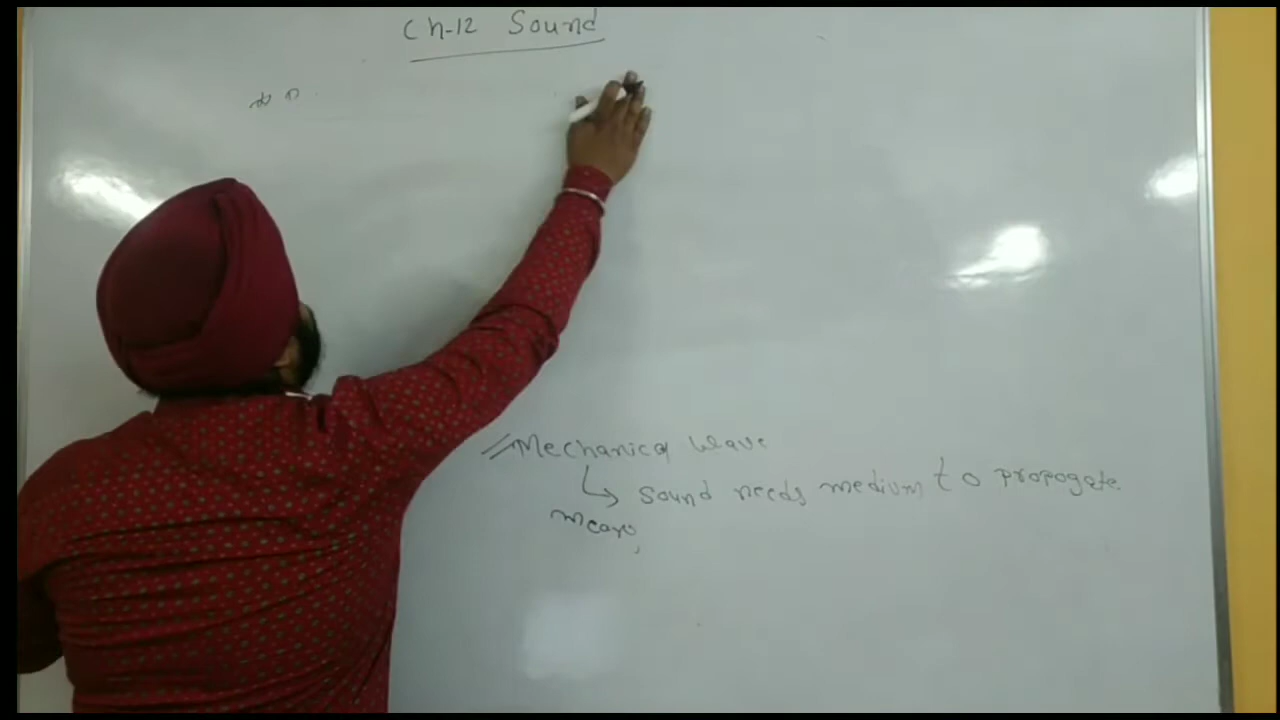 Ch-12 Sound
Mechanical wave
↳ Sound needs medium to propogate